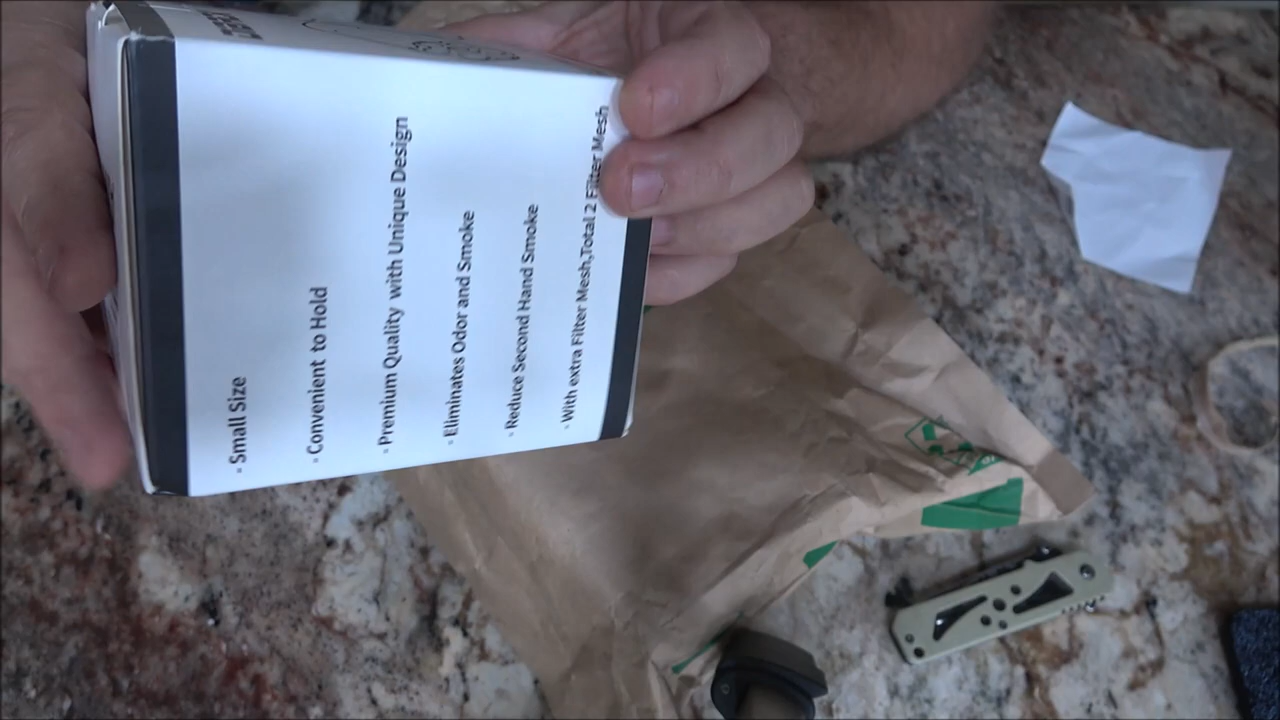 - Small Size
- Convenient to Hold
- Premium Quality with Unique Design
- Eliminates Odor and Smoke
- Reduce Second Hand Smoke
- With extra Filter Mesh,Total 2 Filter Mesh